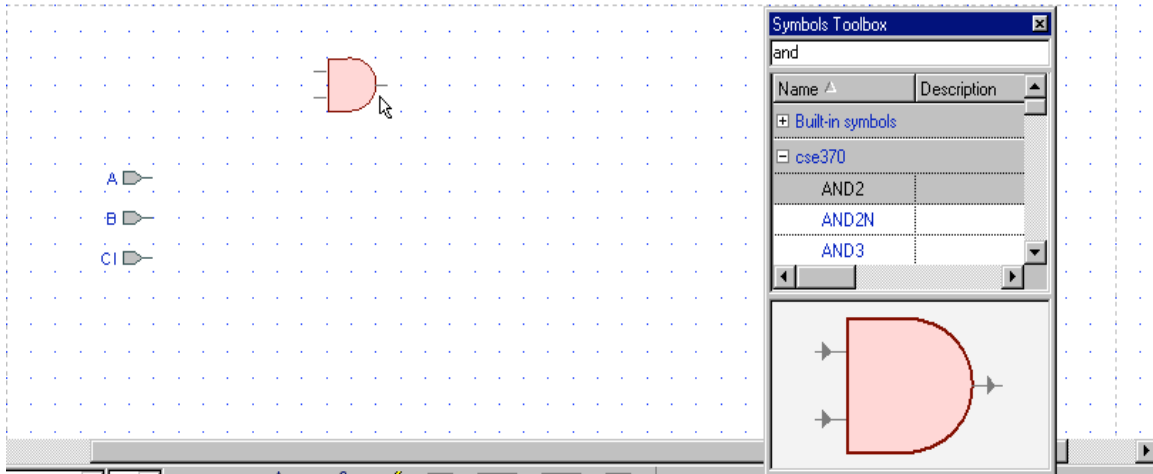 Symbols Toolbox
and
Name Description
Built-in symbols
cse370
AND2
AND2N
AND3
A
B
CI